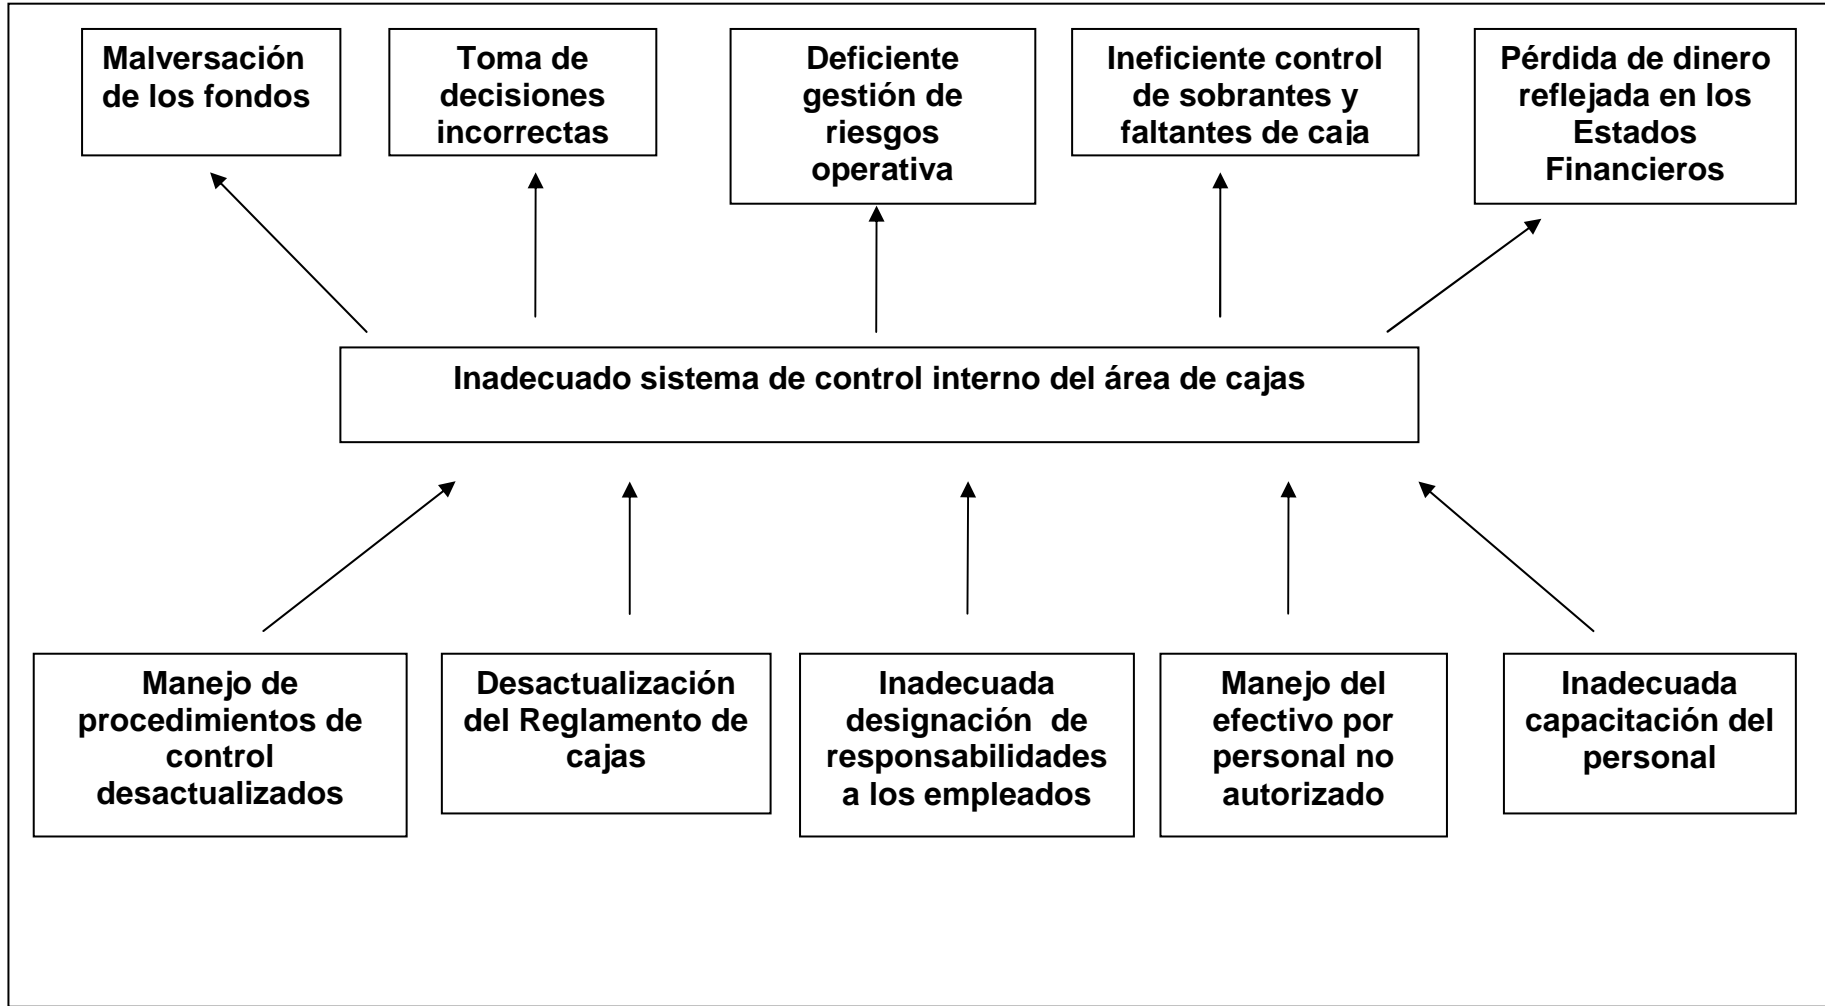 Malversación
de los fondos
Toma de
decisiones
incorrectas
Deficiente
gestión de
riesgos
operativa
Ineficiente control
de sobrantes y
faltantes de caja
Pérdida de dinero
reflejada en los
Estados
Financieros
Inadecuado sistema de control interno del área de cajas
Manejo de
procedimientos de
control
desactualizados
Desactualización
del Reglamento de
cajas
Inadecuada
designación  de
responsabilidades
a los empleados
Manejo del
efectivo por
personal no
autorizado
Inadecuada
capacitación del
personal